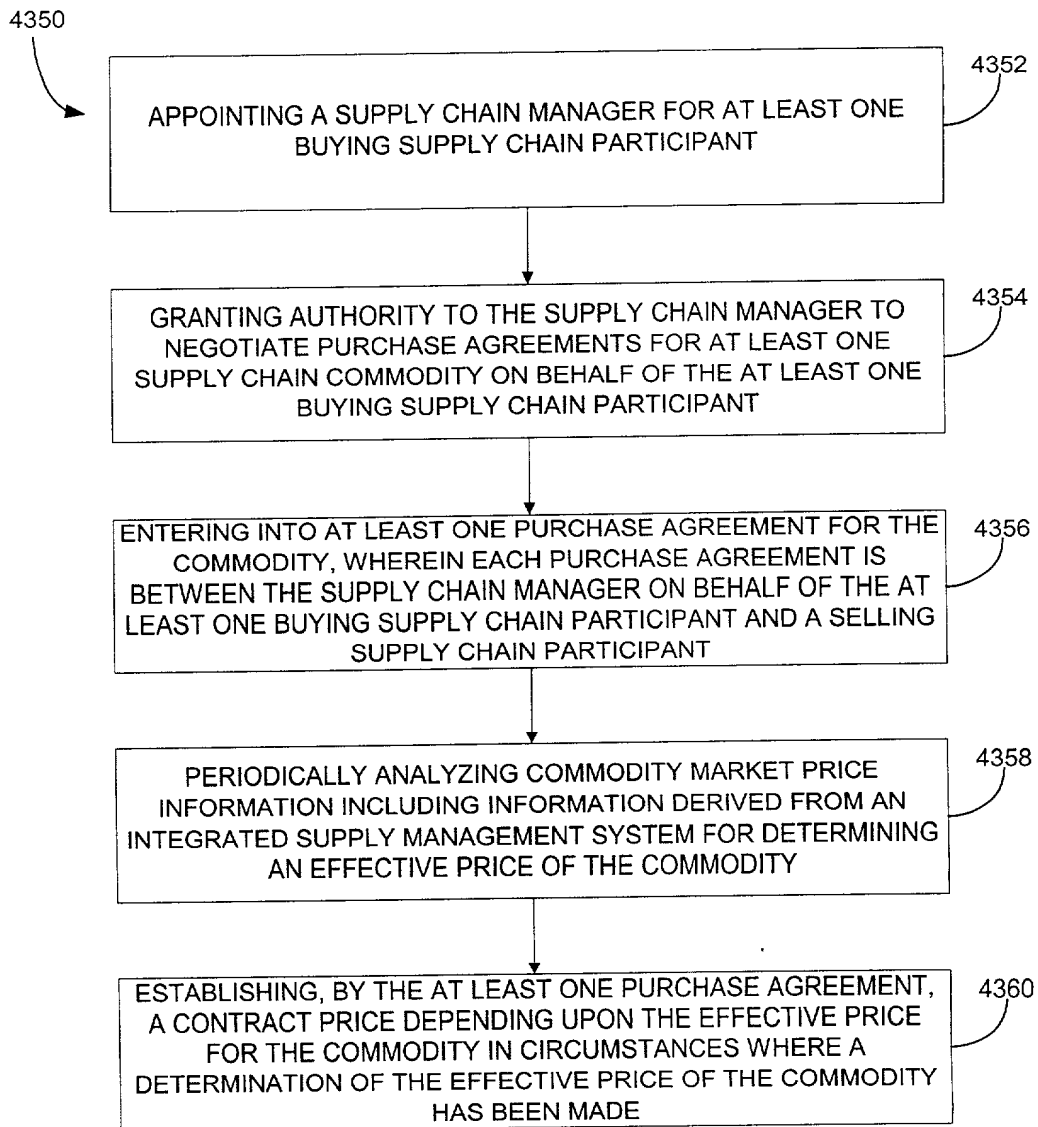 4350
4352
APPOINTING A SUPPLY CHAIN MANAGER FOR AT LEAST ONE
BUYING SUPPLY CHAIN PARTICIPANT
4354
GRANTING AUTHORITY TO THE SUPPLY CHAIN MANAGER TO
NEGOTIATE PURCHASE AGREEMENTS FOR AT LEAST ONE
SUPPLY CHAIN COMMODITY ON BEHALF OF THE AT LEAST ONE
BUYING SUPPLY CHAIN PARTICIPANT
4356
ENTERING INTO AT LEAST ONE PURCHASE AGREEMENT FOR THE
COMMODITY, WHEREIN EACH PURCHASE AGREEMENT IS
BETWEEN THE SUPPLY CHAIN MANAGER ON BEHALF OF THE AT
LEAST ONE BUYING SUPPLY CHAIN PARTICIPANT AND A SELLING
SUPPLY CHAIN PARTICIPANT
4358
PERIODICALLY ANALYZING COMMODITY MARKET PRICE
INFORMATION INCLUDING INFORMATION DERIVED FROM AN
INTEGRATED SUPPLY MANAGEMENT SYSTEM FOR DETERMINING
AN EFFECTIVE PRICE OF THE COMMODITY
4360
ESTABLISHING, BY THE AT LEAST ONE PURCHASE AGREEMENT,
A CONTRACT PRICE DEPENDING UPON THE EFFECTIVE PRICE
FOR THE COMMODITY IN CIRCUMSTANCES WHERE A
DETERMINATION OF THE EFFECTIVE PRICE OF THE COMMODITY
HAS BEEN MADE